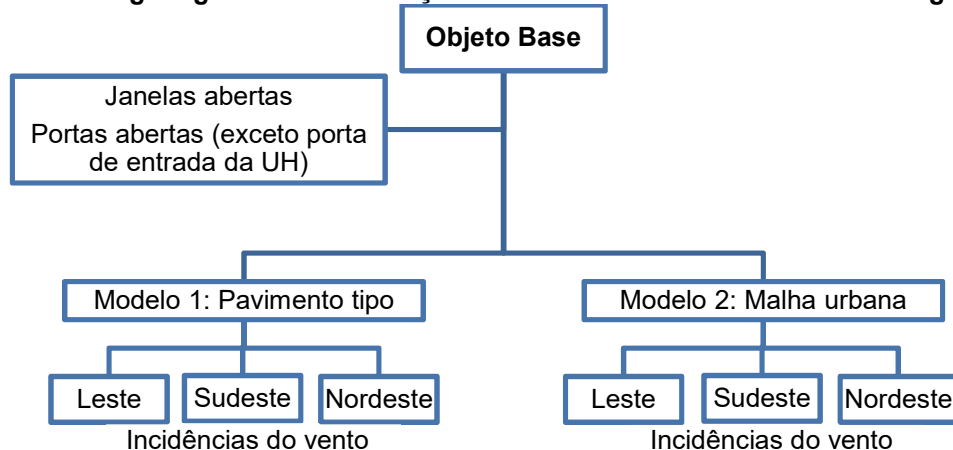 Objeto Base
Janelas abertas
Portas abertas (exceto porta
de entrada da UH)
Modelo 1: Pavimento tipo
Modelo 2: Malha urbana
Leste
Sudeste
Nordeste
Leste
Sudeste
Nordeste
Incidências do vento
Incidências do vento